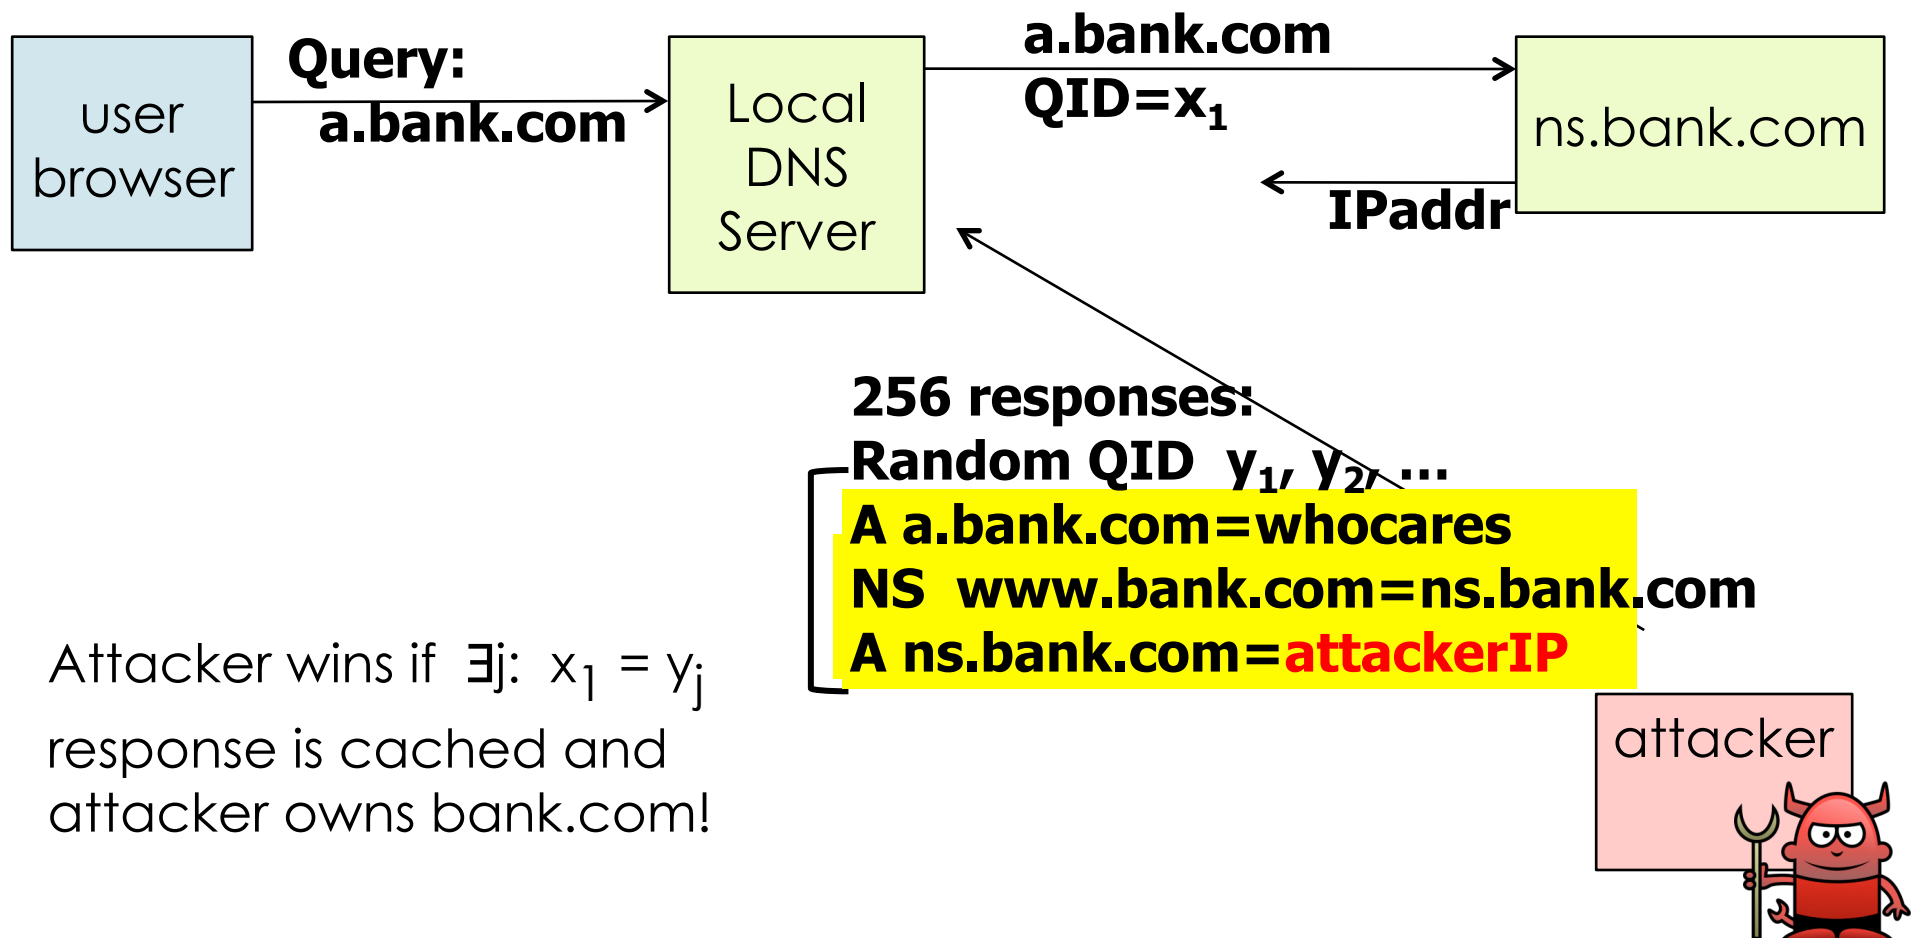 user
browser
Query:
a.bank.com
Local
DNS
Server
a.bank.com
QID=x₁
ns.bank.com
IPaddr
256 responses:
Random QID y₁, y₂, ...
A a.bank.com=whocares
NS www.bank.com=ns.bank.com
A ns.bank.com=attackerIP
Attacker wins if ∃j: x₁ = yⱼ
response is cached and
attacker owns bank.com!
attacker